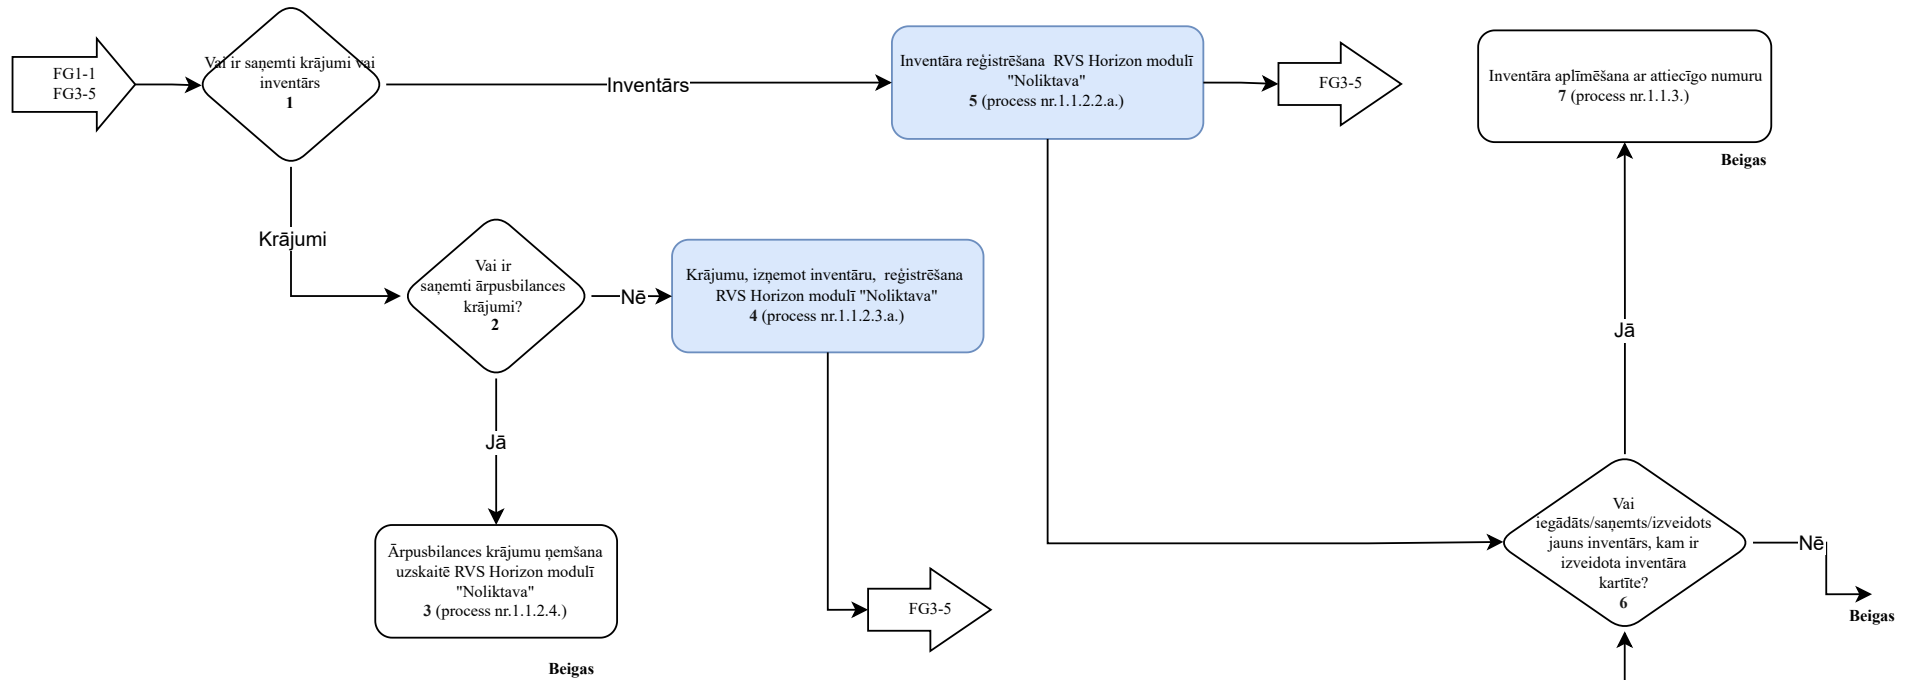 FG1-1
FG3-5
Vai ir saņemti krājumi vai
inventārs
1
Inventārs
Inventāra reģistrēšana RVS Horizon modulī
"Noliktava"
5 (process nr.1.1.2.2.a.)
FG3-5
Inventāra aplīmēšana ar attiecīgo numuru
7 (process nr.1.1.3.)
Beigas
Krājumi
Vai ir
saņemti ārpusbilances
krājumi?
2
Nē
Krājumu, izņemot inventāru, reģistrēšana
RVS Horizon modulī "Noliktava"
4 (process nr.1.1.2.3.a.)
Jā
Jā
Ārpusbilances krājumu ņemšana
uzskaitē RVS Horizon modulī
"Noliktava"
3 (process nr.1.1.2.4.)
Beigas
FG3-5
Vai
iegādāts/saņemts/izveidots
jauns inventārs, kam ir
izveidota inventāra
kartīte?
6
Nē
Beigas